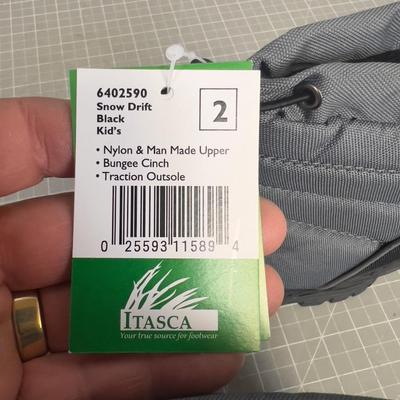 6402590
Snow Drift
Black
Kid's
2
• Nylon & Man Made Upper
• Bungee Cinch
• Traction Outsole
0 25593 11589 4
ITASCA
Your true source for footwear